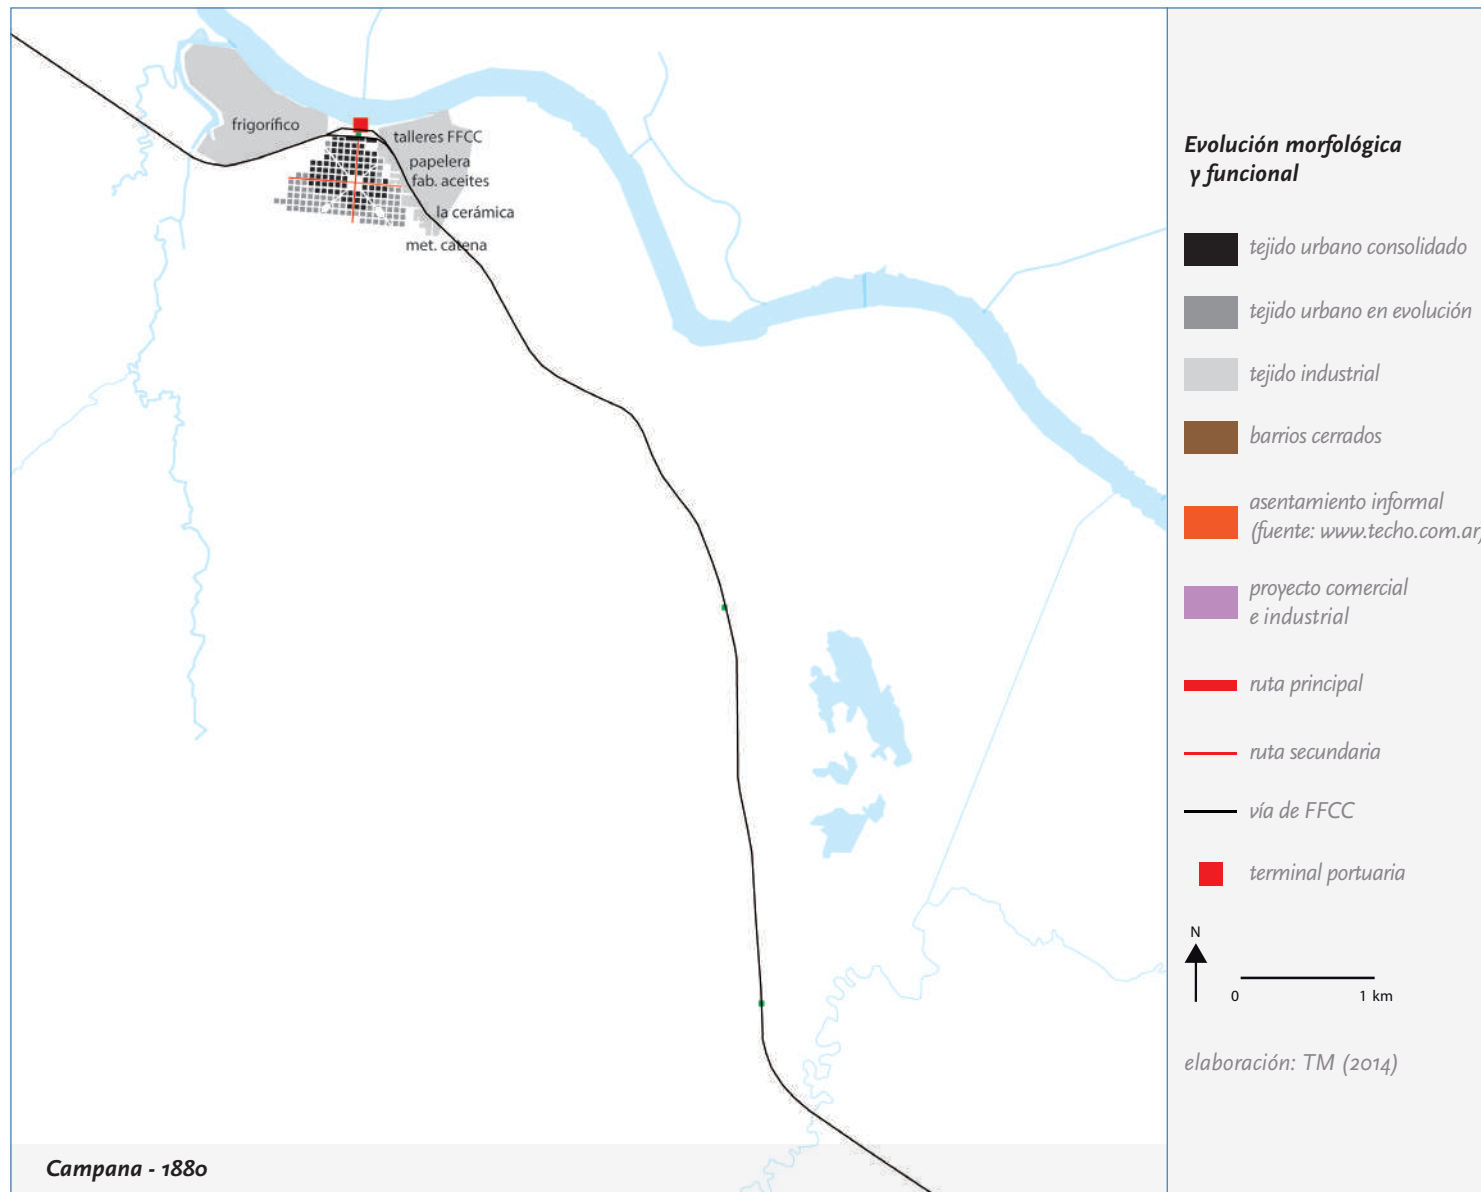 frigorífico
talleres FFCC
papelera
fab. aceites
la cerámica
met. catena
Campana - 1880
Evolución morfológica
y funcional
tejido urbano consolidado
tejido urbano en evolución
tejido industrial
barrios cerrados
asentamiento informal
(fuente: www.techo.com.ar)
proyecto comercial
e industrial
ruta principal
ruta secundaria
vía de FFCC
terminal portuaria
N
0 1 km
elaboración: TM (2014)